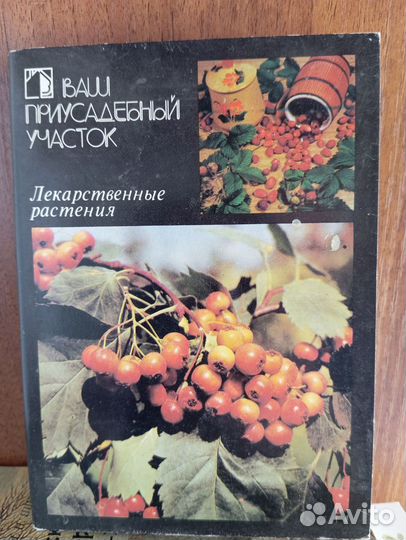 ВАШ
ПРИУСАДЕБНЫЙ
УЧАСТОК
Лекарственные
растения
Avito